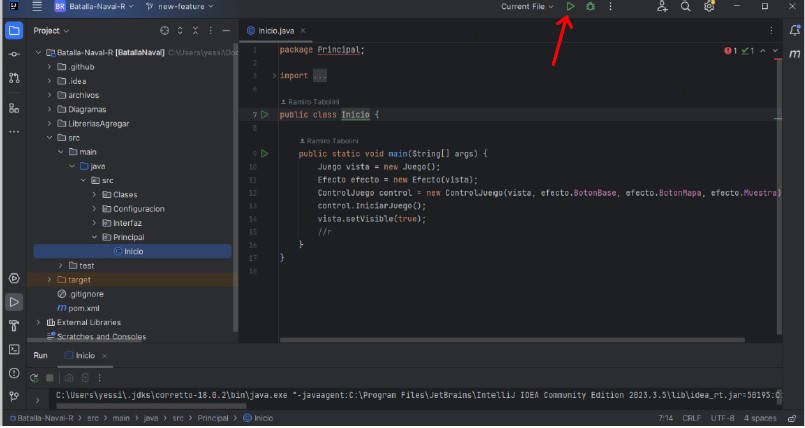 BR Batalla-Naval-R new-feature Current File
Project
Inicio.java
Batalla-Naval-R [BatallaNaval]
.github
.idea
archivos
Diagramas
LibreriasAgregar
src
main
java
src
Clases
Configuracion
Interfaz
Principal
Inicio
test
target
.gitignore
pom.xml
External Libraries
Scratches and Consoles
1 package Principal;
2
3 import ...
6
Ramiro Tabolini
7 public class Inicio {
8
Ramiro Tabolini
9 public static void main(String[] args) {
10 Juego vista = new Juego();
11 Efecto efecto = new Efecto(vista);
12 ControlJuego control = new ControlJuego(vista, efecto.BotonBase, efecto.BotonMapa, efecto.Muestra)
13 control.IniciarJuego();
14 vista.setVisible(true);
15 //r
16 }
17 }
18
1 1
m
Run Inicio
C:\Users\yessi\.jdks\corretto-18.0.2\bin\java.exe "-javaagent:C:\Program Files\JetBrains\IntelliJ IDEA Community Edition 2023.3.5\lib\idea_rt.jar=58195:C
Batalla-Naval-R > src > main > java > src > Principal > Inicio 7:14 CRLF UTF-8 4 spaces